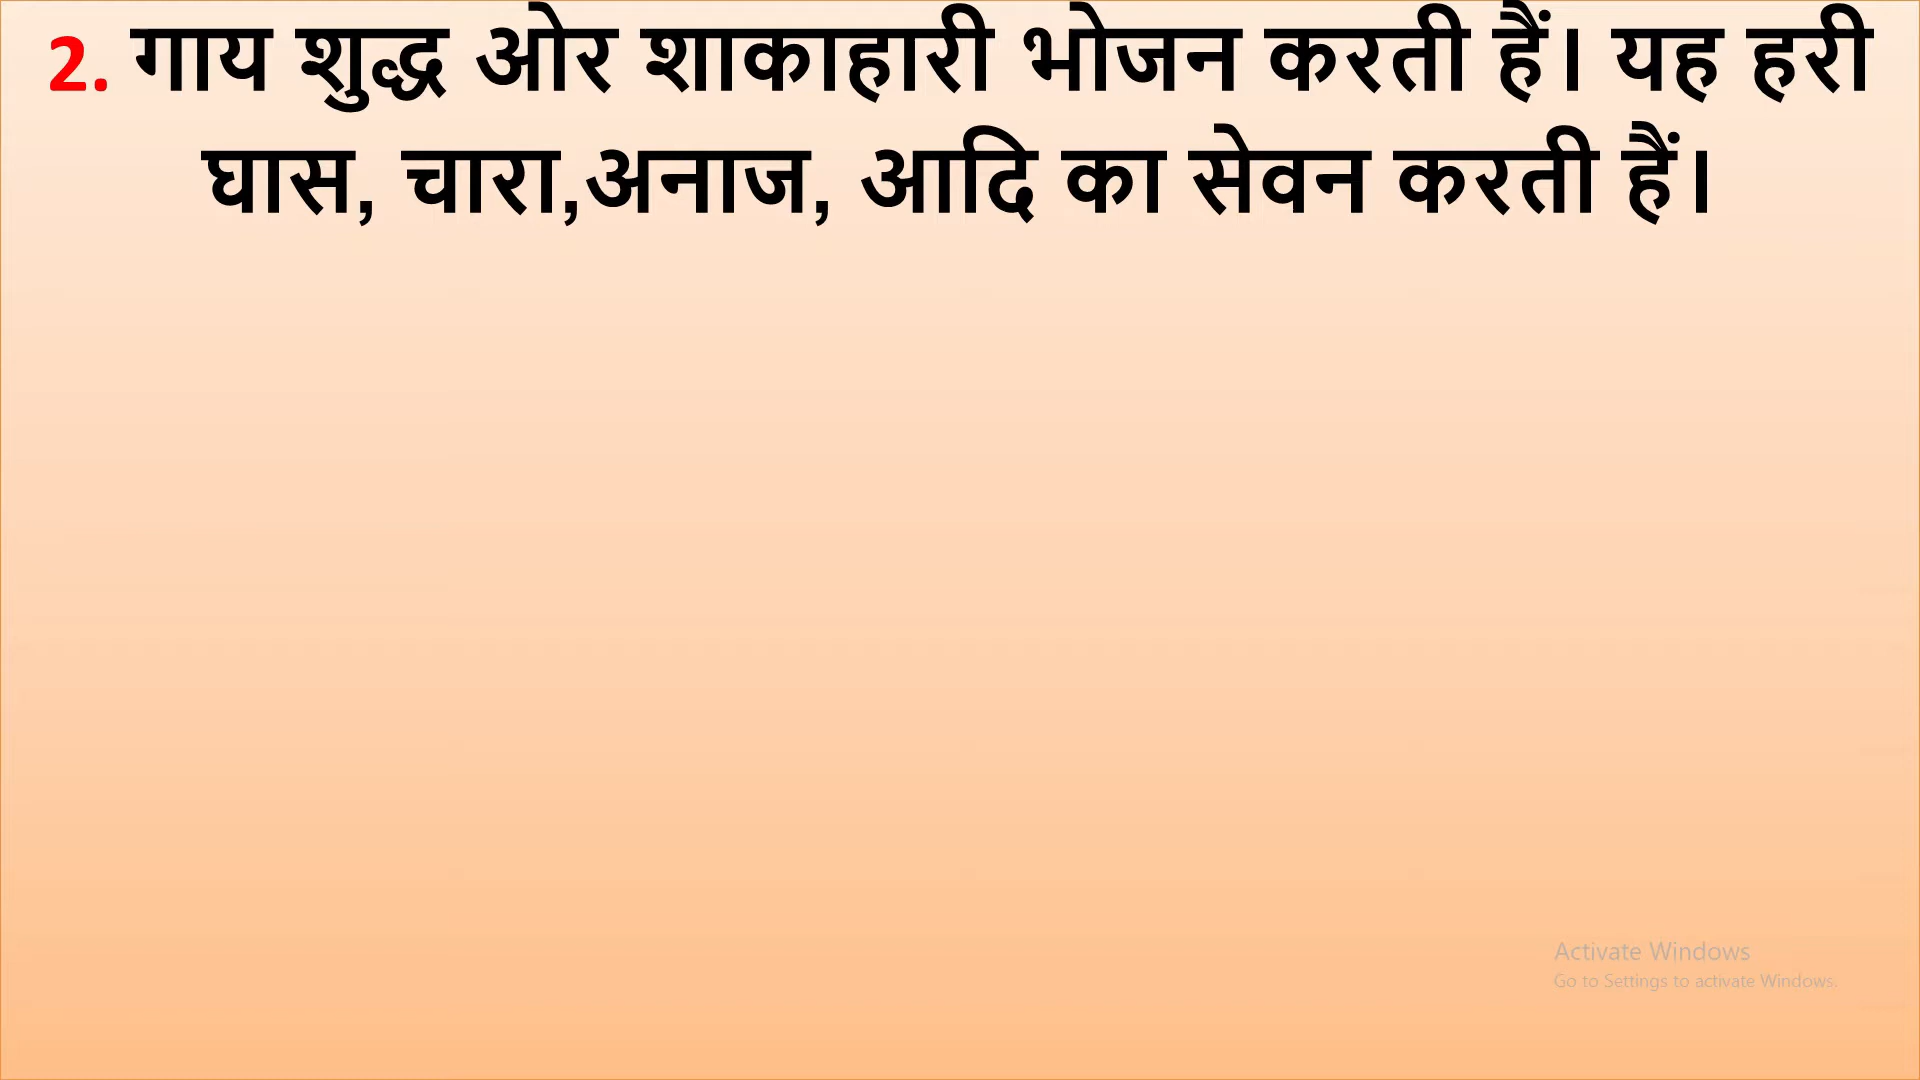 2. गाय शुद्ध ओर शाकाहारी भोजन करती हैं। यह हरी
घास, चारा,अनाज, आदि का सेवन करती हैं।
Activate Windows
Go to Settings to activate Windows.